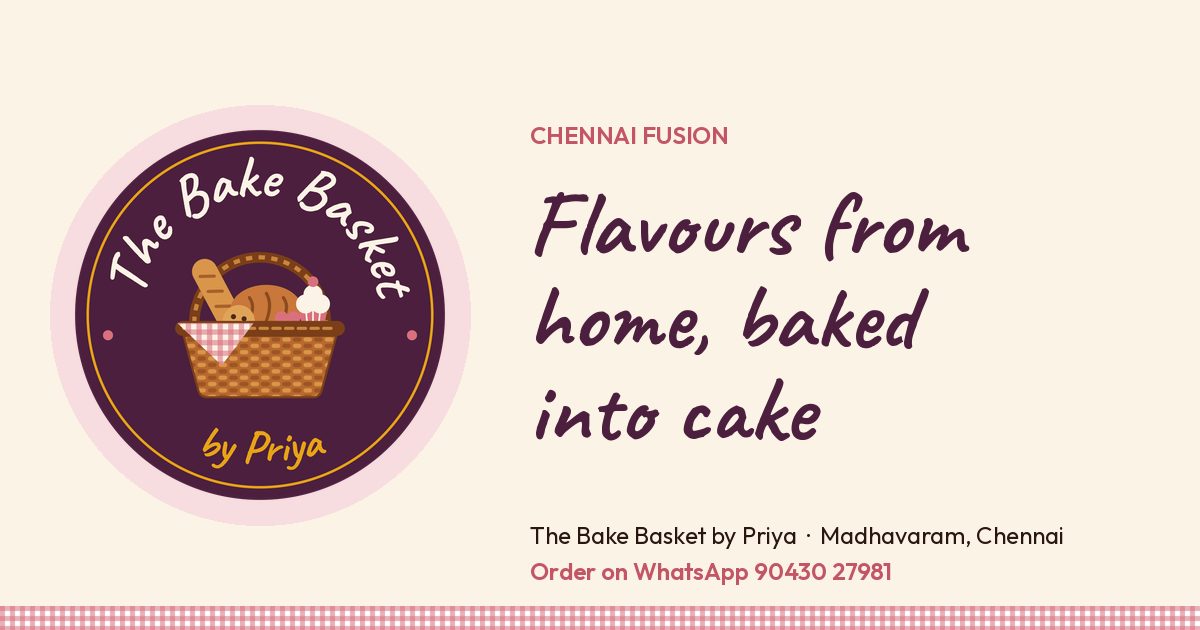 The Bake Basket
by Priya
CHENNAI FUSION
Flavours from
home, baked
into cake
The Bake Basket by Priya · Madhavaram, Chennai
Order on WhatsApp 90430 27981